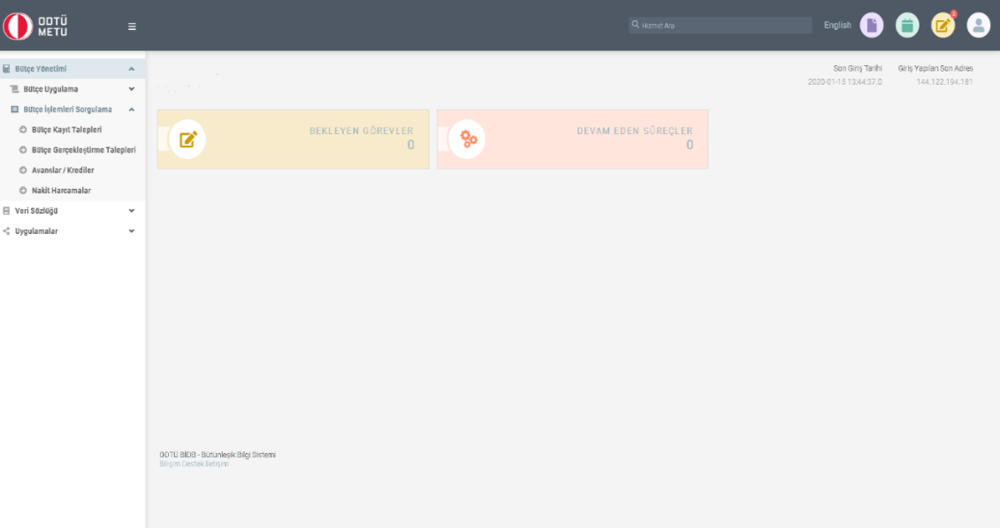 ODTÜ
METU
Hizmet Ara
English
0
Bütçe Yönetimi
Bütçe Uygulama
Bütçe İşlemleri Sorgulama
Bütçe Kayıt Talepleri
Bütçe Gerçekleştirme Talepleri
Avanslar / Krediler
Nakit Harcamalar
Veri Sözlüğü
Uygulamalar
Son Giriş Tarihi
Giriş Yapılan Son Adres
2020-01-15 13:44:37.0
144.122.194.181
BEKLEYEN GÖREVLER
0
DEVAM EDEN SÜREÇLER
0
ODTÜ BİDB - Bütünleşik Bilgi Sistemi
Bilişim Destek İletişim